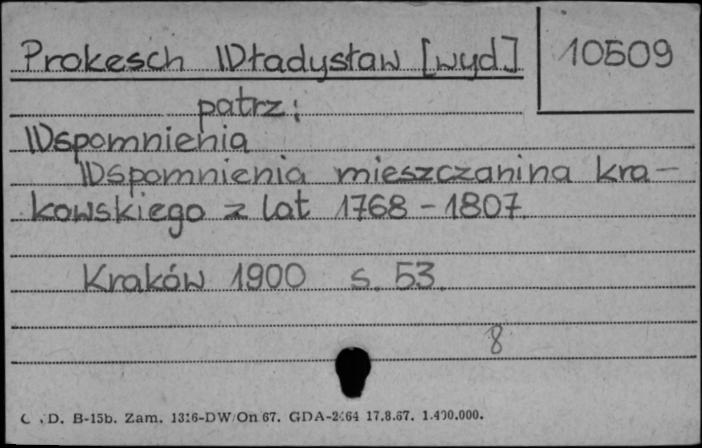 Prokesch Władysław [wyd.] 10509
patrz:
Wspomnienia
Wspomnienia mieszczanina kra-
kowskiego z lat 1768-1807.
Kraków 1900 s. 53.
8
D. B-15b. Zam. 1316-DW/On/67. GDA-2464 17.8.67. 1.400.000.